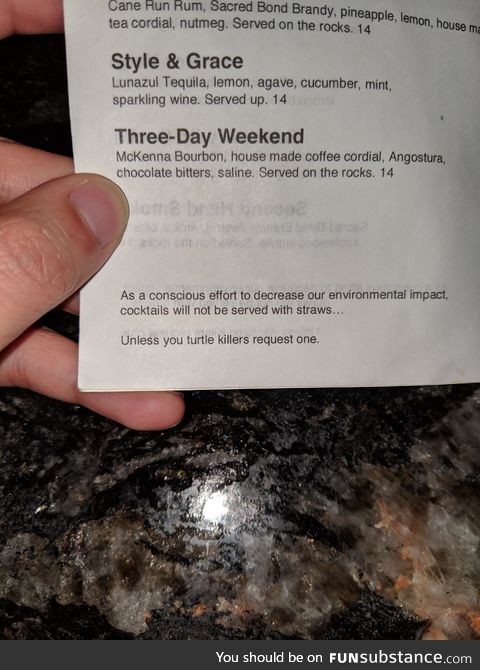 Cane Run Rum, Sacred Bond Brandy, pineapple, lemon, house ma
tea cordial, nutmeg. Served on the rocks. 14
Style & Grace
Lunazul Tequila, lemon, agave, cucumber, mint,
sparkling wine. Served up. 14
Three-Day Weekend
McKenna Bourbon, house made coffee cordial, Angostura,
chocolate bitters, saline. Served on the rocks. 14
As a conscious effort to decrease our environmental impact,
cocktails will not be served with straws...
Unless you turtle killers request one.
You should be on FUNsubstance.com